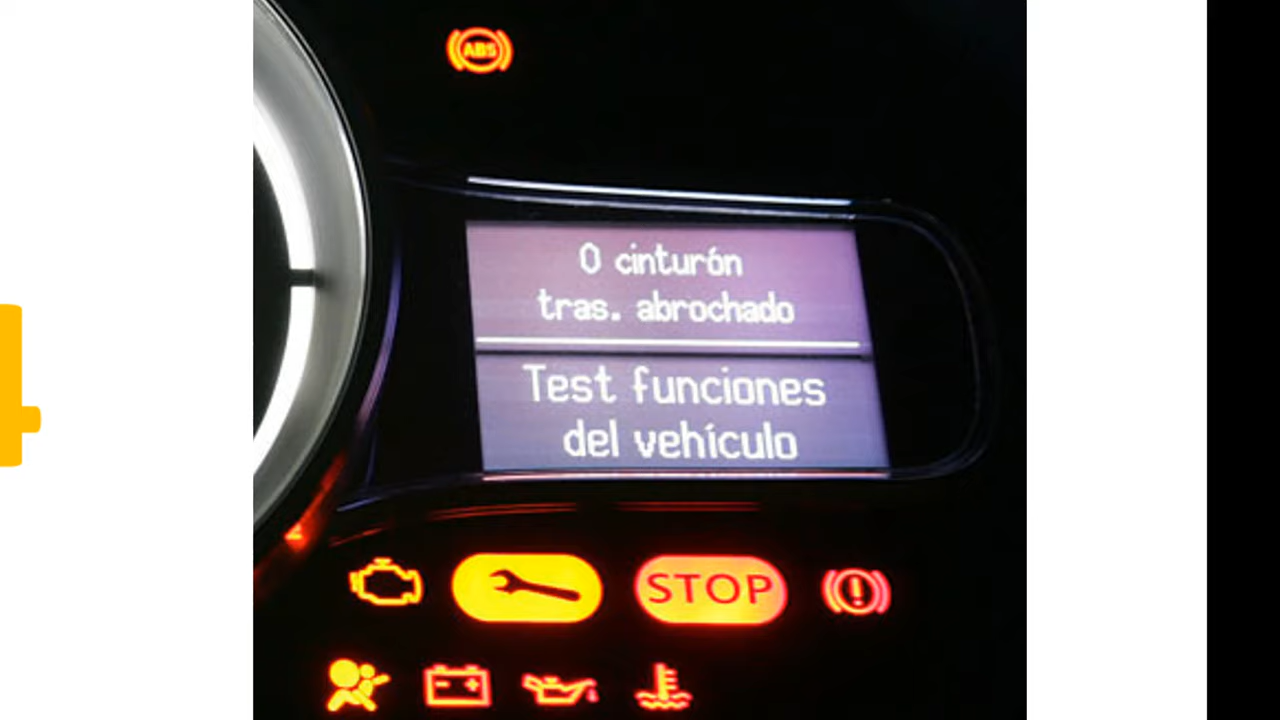 ABS
0 cinturón
tras. abrochado
Test funciones
del vehículo
STOP